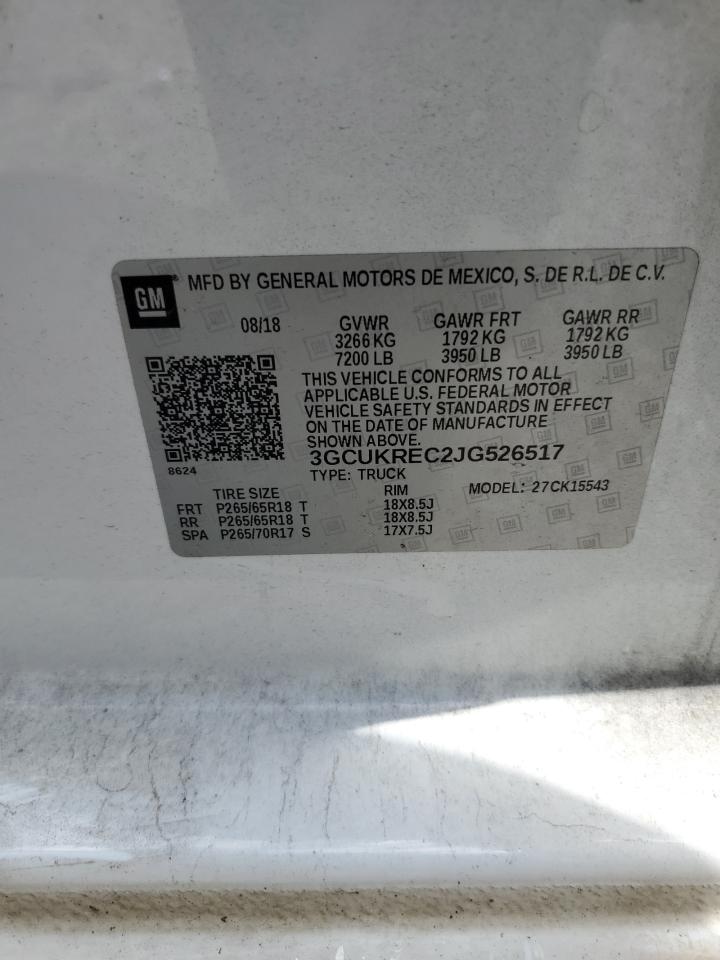 GM® MFD BY GENERAL MOTORS DE MEXICO, S. DE R.L. DE C.V.
08/18 GVWR GAWR FRT GAWR RR
3266 KG 1792 KG 1792 KG
7200 LB 3950 LB 3950 LB
THIS VEHICLE CONFORMS TO ALL
APPLICABLE U.S. FEDERAL MOTOR
VEHICLE SAFETY STANDARDS IN EFFECT
ON THE DATE OF MANUFACTURE
SHOWN ABOVE.
3GCUKREC2JG526517
8624
TYPE: TRUCK
TIRE SIZE RIM MODEL: 27CK15543
FRT P265/65R18 T 18X8.5J
RR P265/65R18 T 18X8.5J
SPA P265/70R17 S 17X7.5J